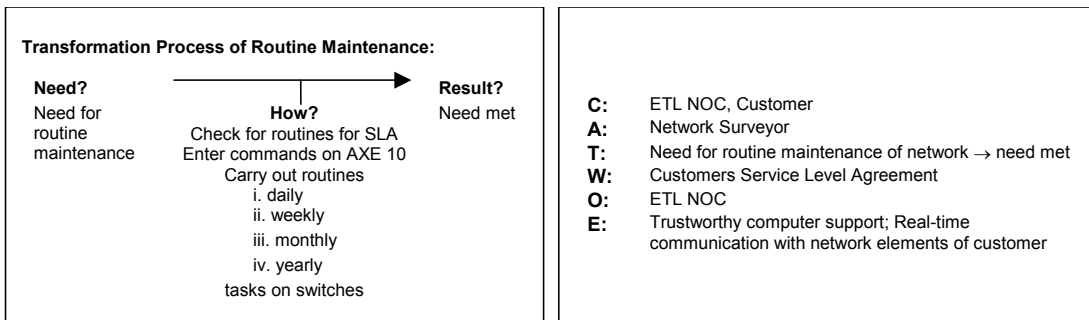 Transformation Process of Routine Maintenance:
Need?
Need for
routine
maintenance
How?
Check for routines for SLA
Enter commands on AXE 10
Carry out routines
i. daily
ii. weekly
iii. monthly
iv. yearly
tasks on switches
Result?
Need met
C: ETL NOC, Customer
A: Network Surveyor
T: Need for routine maintenance of network → need met
W: Customers Service Level Agreement
O: ETL NOC
E: Trustworthy computer support; Real-time
communication with network elements of customer